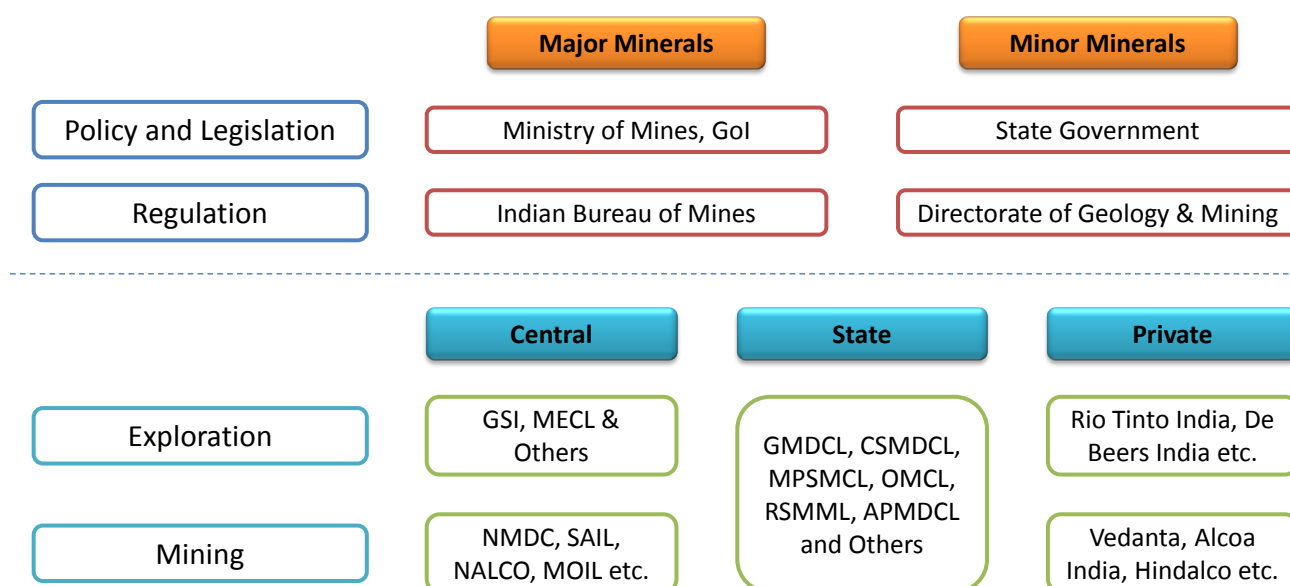 Major Minerals
Minor Minerals
Policy and Legislation
Ministry of Mines, GoI
State Government
Regulation
Indian Bureau of Mines
Directorate of Geology & Mining
Central
State
Private
Exploration
GSI, MECL &
Others
GMDCL, CSMDCL,
MPSMCL, OMCL,
RSMML, APMDCL
and Others
Rio Tinto India, De
Beers India etc.
Mining
NMDC, SAIL,
NALCO, MOIL etc.
Vedanta, Alcoa
India, Hindalco etc.